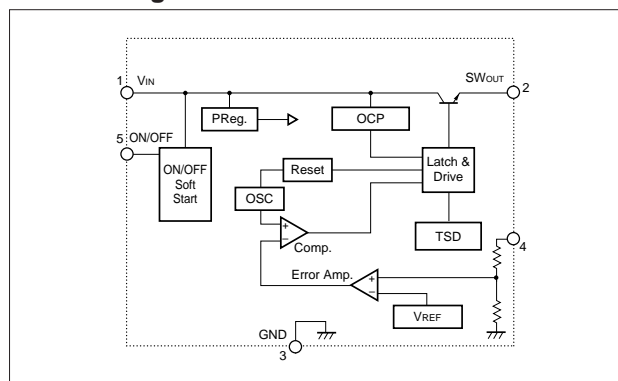 1 VIN
SWOUT 2
PReg.
OCP
5 ON/OFF
ON/OFF
Soft
Start
Reset
Latch &
Drive
OSC
+
−
Comp.
TSD
4
Error Amp.
+
−
VREF
GND
3